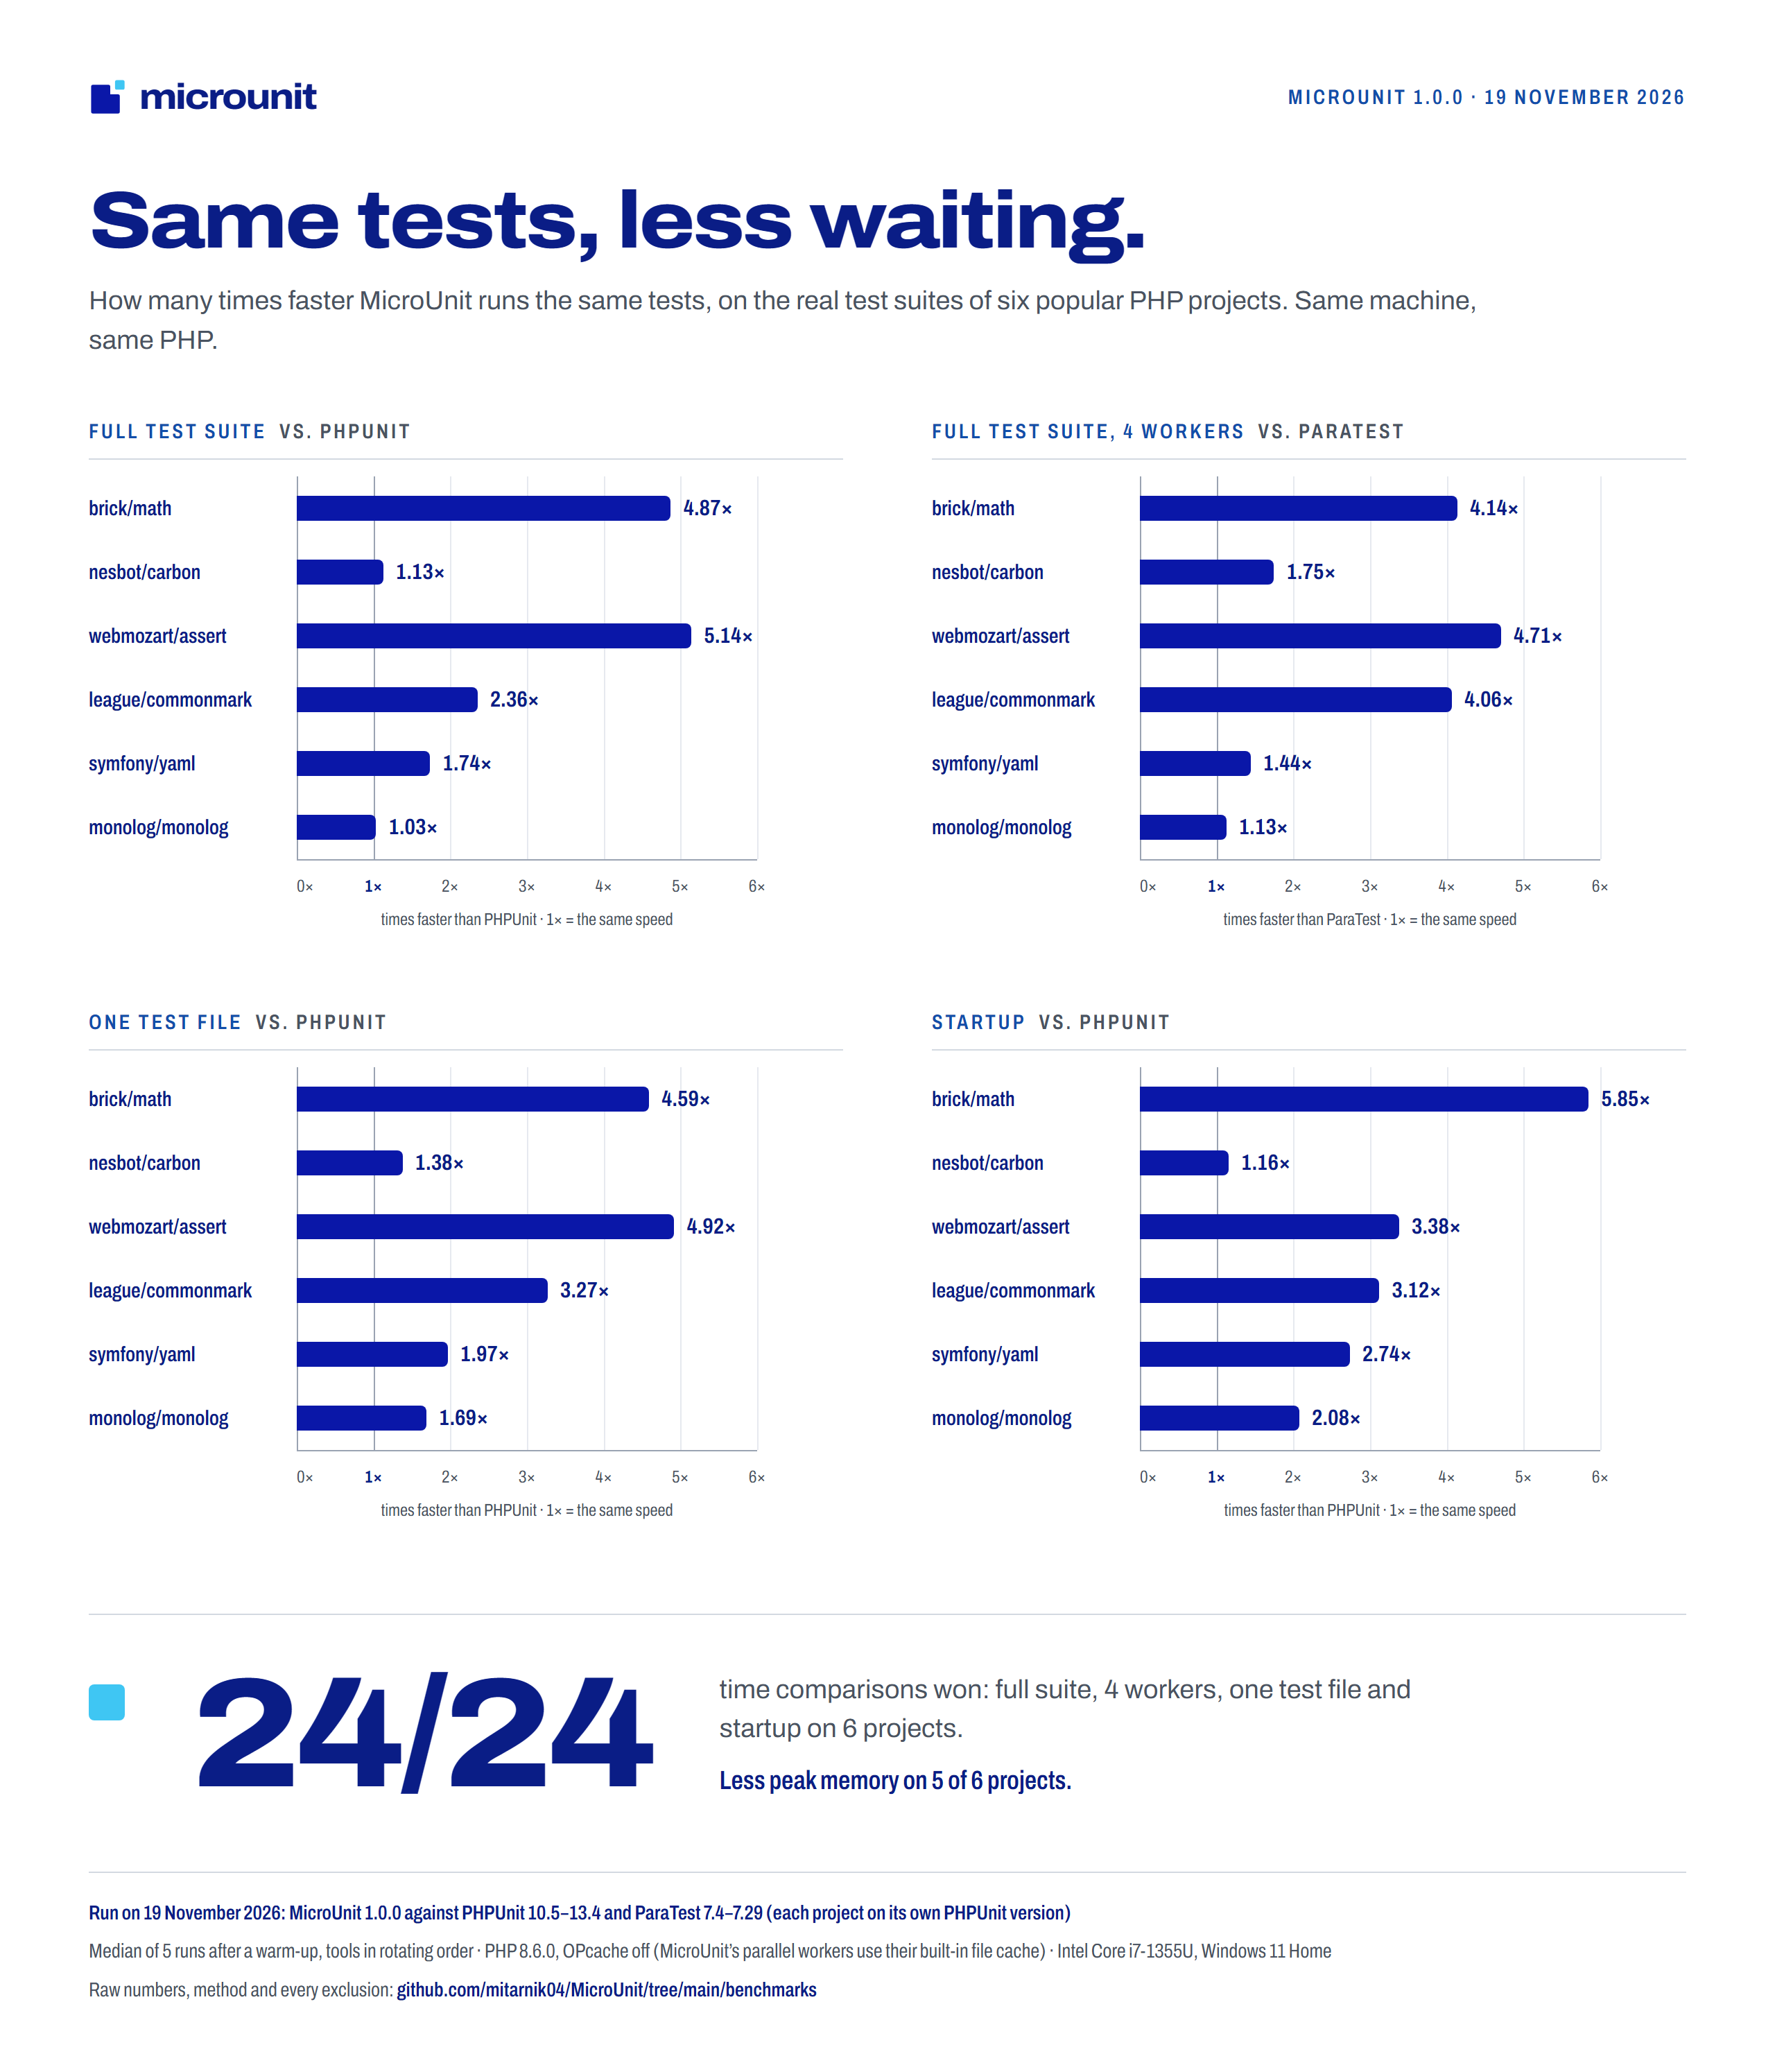 microunit
MICROUNIT 1.0.0 · 19 NOVEMBER 2026
Same tests, less waiting.
How many times faster MicroUnit runs the same tests, on the real test suites of six popular PHP projects. Same machine,
same PHP.
FULL TEST SUITE VS. PHPUNIT
brick/math 4.87×
nesbot/carbon 1.13×
webmozart/assert 5.14×
league/commonmark 2.36×
symfony/yaml 1.74×
monolog/monolog 1.03×
0× 1× 2× 3× 4× 5× 6×
times faster than PHPUnit · 1× = the same speed
FULL TEST SUITE, 4 WORKERS VS. PARATEST
brick/math 4.14×
nesbot/carbon 1.75×
webmozart/assert 4.71×
league/commonmark 4.06×
symfony/yaml 1.44×
monolog/monolog 1.13×
0× 1× 2× 3× 4× 5× 6×
times faster than ParaTest · 1× = the same speed
ONE TEST FILE VS. PHPUNIT
brick/math 4.59×
nesbot/carbon 1.38×
webmozart/assert 4.92×
league/commonmark 3.27×
symfony/yaml 1.97×
monolog/monolog 1.69×
0× 1× 2× 3× 4× 5× 6×
times faster than PHPUnit · 1× = the same speed
STARTUP VS. PHPUNIT
brick/math 5.85×
nesbot/carbon 1.16×
webmozart/assert 3.38×
league/commonmark 3.12×
symfony/yaml 2.74×
monolog/monolog 2.08×
0× 1× 2× 3× 4× 5× 6×
times faster than PHPUnit · 1× = the same speed
24/24
time comparisons won: full suite, 4 workers, one test file and
startup on 6 projects.
Less peak memory on 5 of 6 projects.
Run on 19 November 2026: MicroUnit 1.0.0 against PHPUnit 10.5–13.4 and ParaTest 7.4–7.29 (each project on its own PHPUnit version)
Median of 5 runs after a warm-up, tools in rotating order · PHP 8.6.0, OPcache off (MicroUnit's parallel workers use their built-in file cache) · Intel Core i7-1355U, Windows 11 Home
Raw numbers, method and every exclusion: github.com/mitarnik04/MicroUnit/tree/main/benchmarks